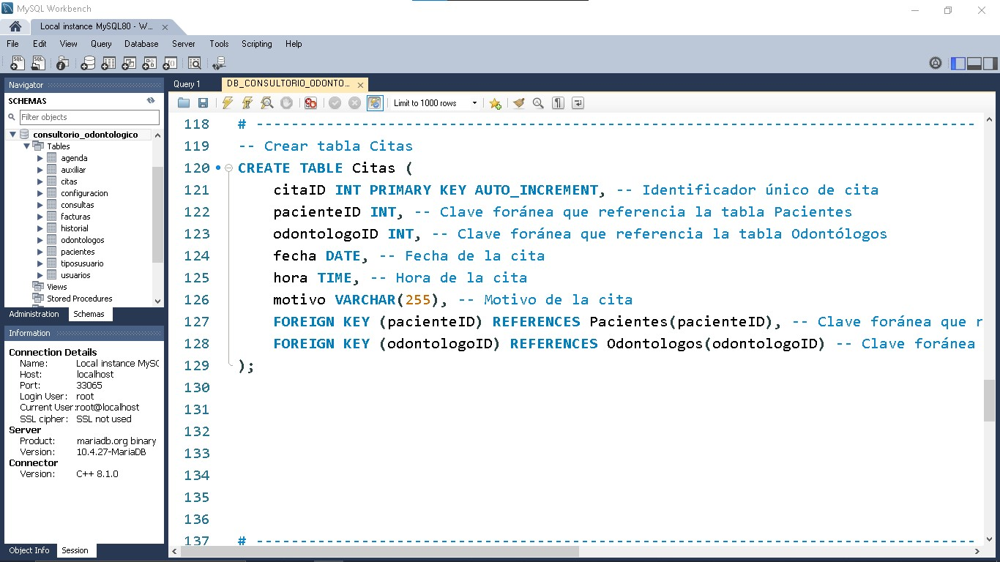 MySQL Workbench
Local instance MySQL80 - W...
File Edit View Query Database Server Tools Scripting Help
Navigator
SCHEMAS
Filter objects
consultorio_odontologico
Tables
agenda
auxiliar
citas
configuracion
consultas
facturas
historial
odontologos
pacientes
tiposusuario
usuarios
Views
Stored Procedures
Administration Schemas
Information
Connection Details
Name: Local instance MySQ
Host: localhost
Port: 33065
Login User: root
Current User: root@localhost
SSL cipher: SSL not used
Server
Product: mariadb.org binary
Version: 10.4.27-MariaDB
Connector
Version: C++ 8.1.0
Object Info Session
Query 1 DB_CONSULTORIO_ODONTO...
Limit to 1000 rows
118 # ----------------------------------------------------------------------------------
119 -- Crear tabla Citas
120 CREATE TABLE Citas (
121 citaID INT PRIMARY KEY AUTO_INCREMENT, -- Identificador único de cita
122 pacienteID INT, -- Clave foránea que referencia la tabla Pacientes
123 odontologoID INT, -- Clave foránea que referencia la tabla Odontólogos
124 fecha DATE, -- Fecha de la cita
125 hora TIME, -- Hora de la cita
126 motivo VARCHAR(255), -- Motivo de la cita
127 FOREIGN KEY (pacienteID) REFERENCES Pacientes(pacienteID), -- Clave foránea que r
128 FOREIGN KEY (odontologoID) REFERENCES Odontologos(odontologoID) -- Clave foránea
129 );
130
131
132
133
134
135
136
137 # ----------------------------------------------------------------------------------